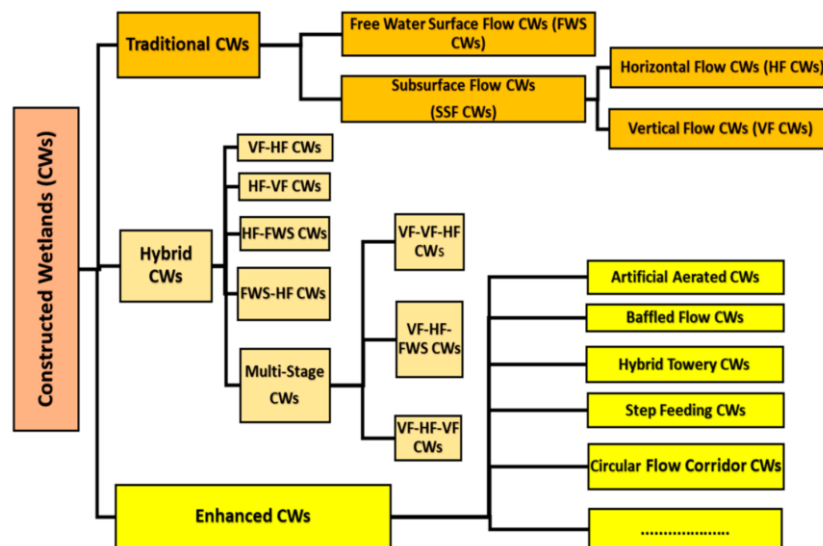 Constructed Wetlands (CWs)
Traditional CWs
Free Water Surface Flow CWs (FWS
CWs)
Subsurface Flow CWs
(SSF CWs)
Horizontal Flow CWs (HF CWs)
Vertical Flow CWs (VF CWs)
Hybrid
CWs
VF-HF CWs
HF-VF CWs
HF-FWS CWs
FWS-HF CWs
Multi-Stage
CWs
VF-VF-HF
CWs
VF-HF-
FWS CWs
VF-HF-VF
CWs
Enhanced CWs
Artificial Aerated CWs
Baffled Flow CWs
Hybrid Towery CWs
Step Feeding CWs
Circular Flow Corridor CWs
...................